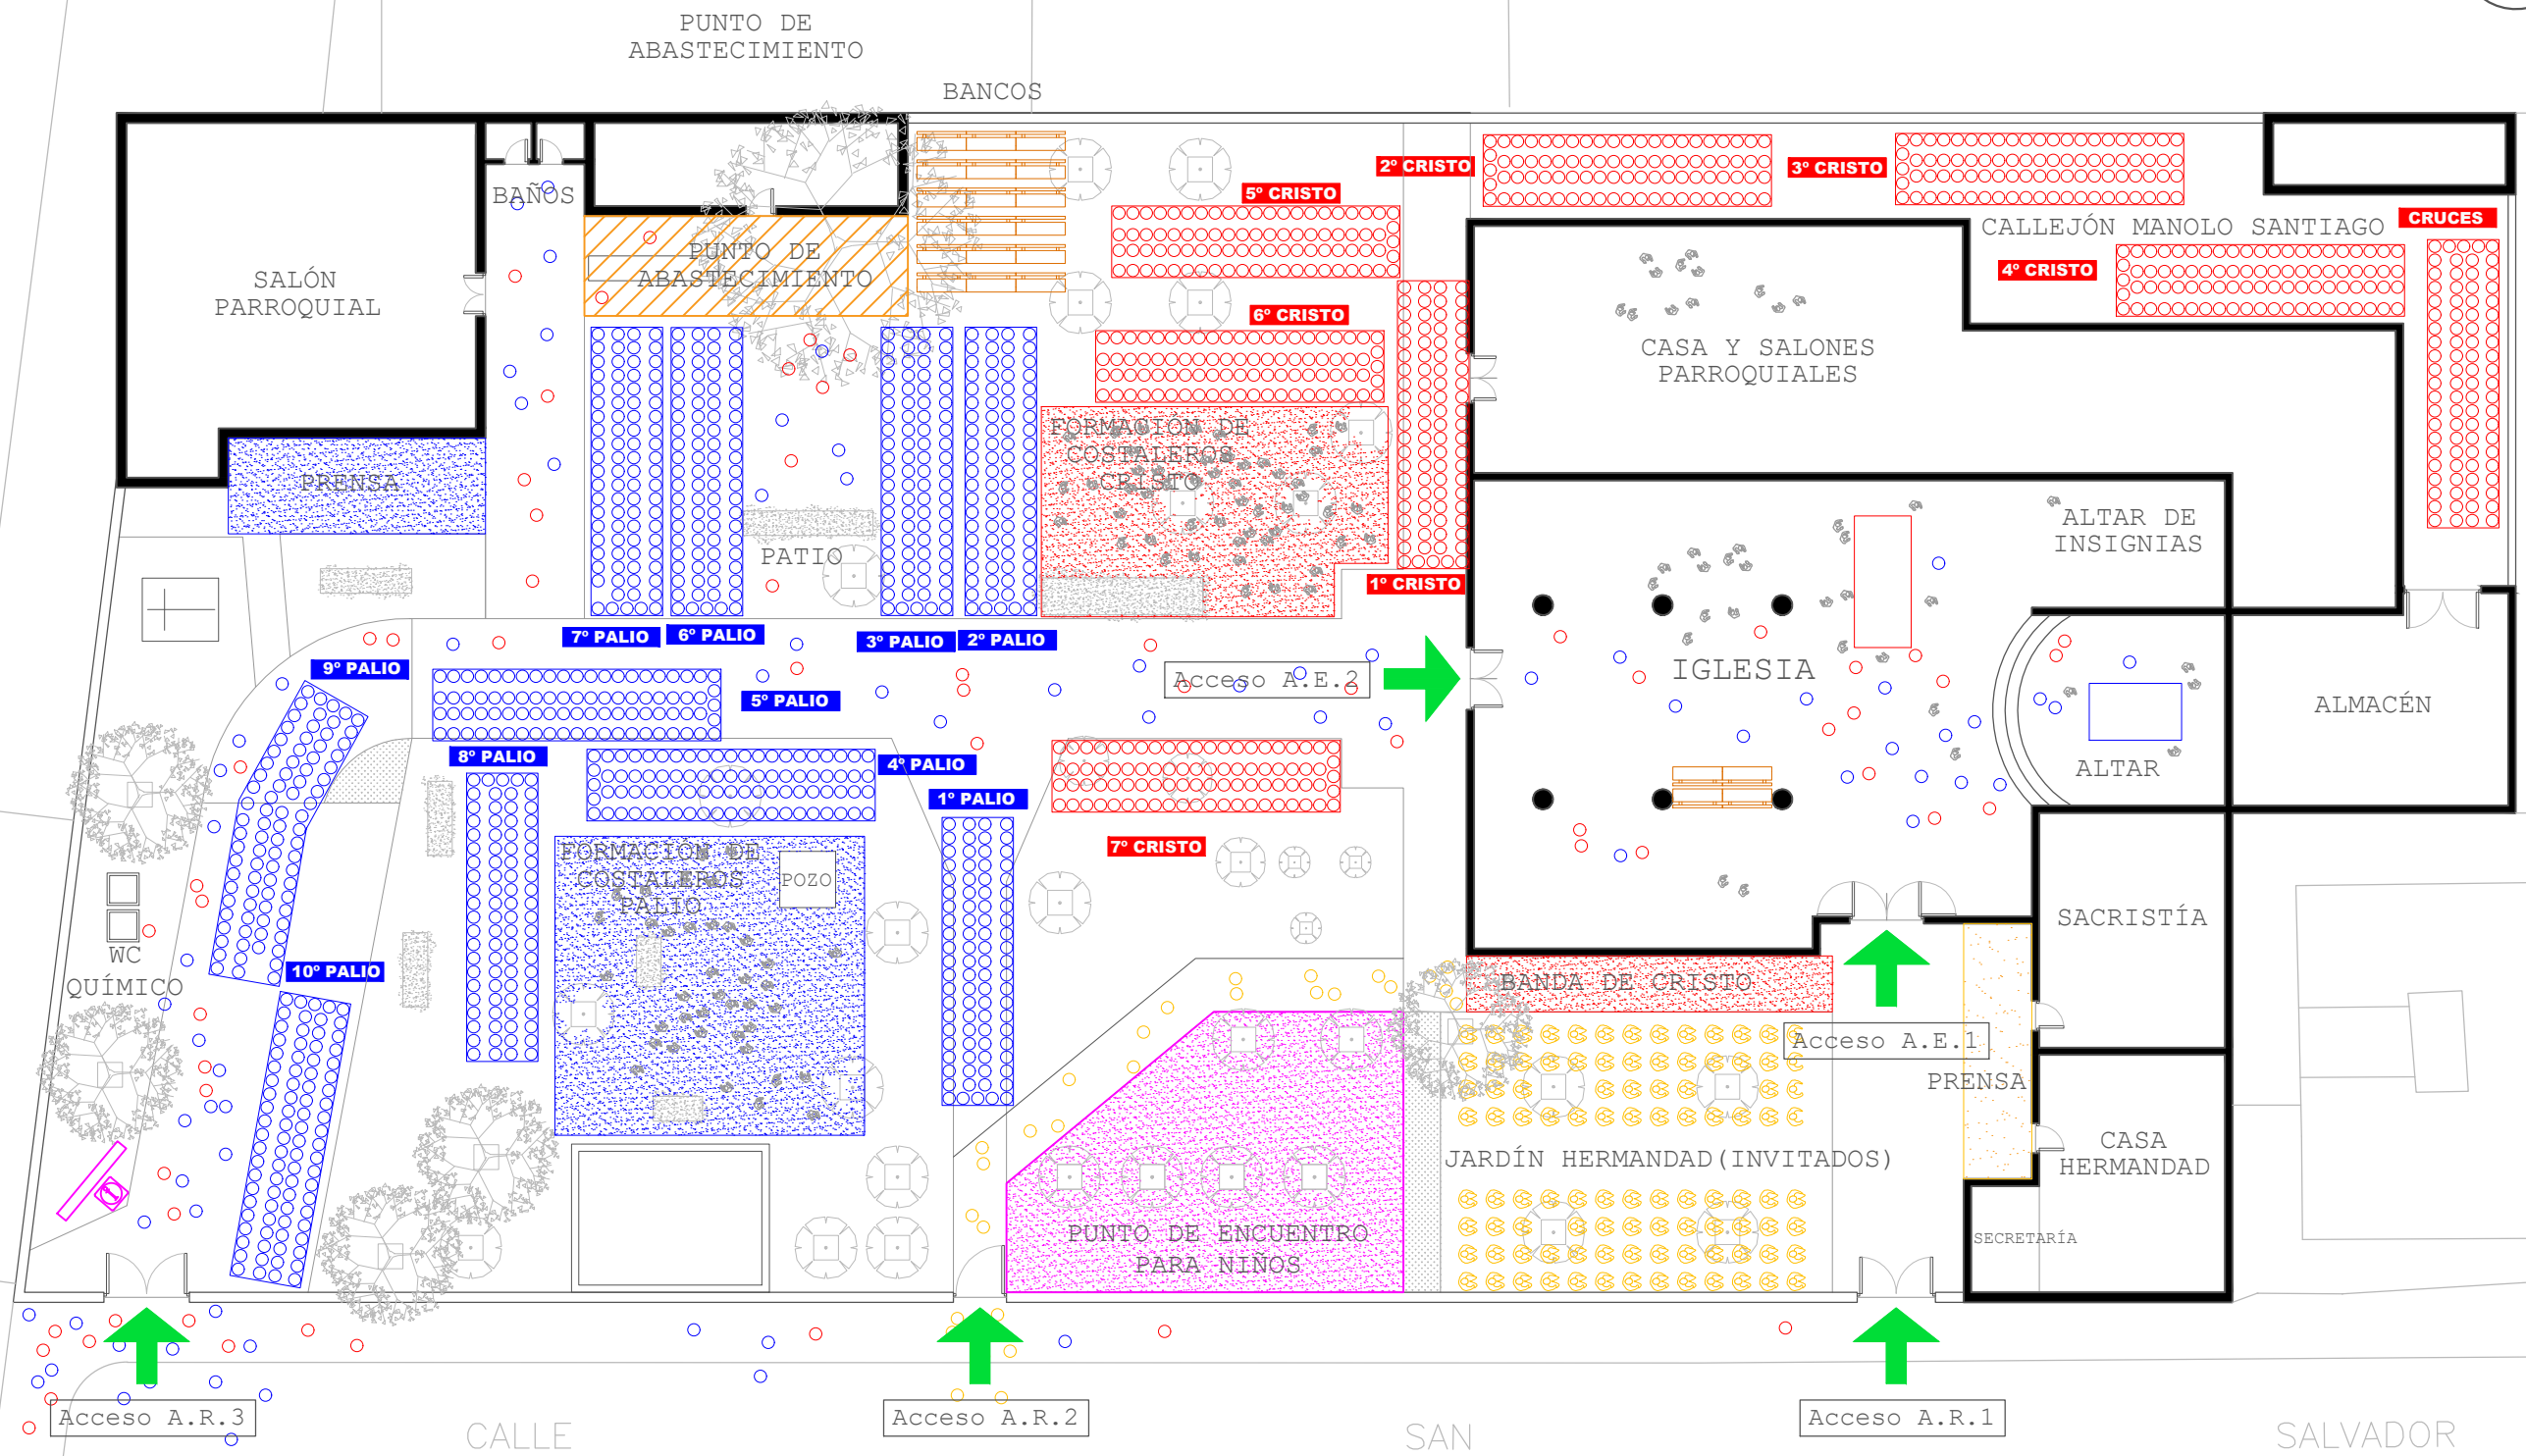 PUNTO DE
ABASTECIMIENTO
BANCOS
2º CRISTO
3º CRISTO
5º CRISTO
BAÑOS
CRUCES
CALLEJÓN MANOLO SANTIAGO
PUNTO DE
ABASTECIMIENTO
4º CRISTO
SALÓN
PARROQUIAL
6º CRISTO
CASA Y SALONES
PARROQUIALES
FORMACIÓN DE
COSTALEROS
CRISTO
PRENSA
ALTAR DE
INSIGNIAS
PATIO
1º CRISTO
7º PALIO
6º PALIO
3º PALIO
2º PALIO
9º PALIO
IGLESIA
Acceso A.E.2
5º PALIO
ALMACÉN
8º PALIO
4º PALIO
ALTAR
1º PALIO
7º CRISTO
FORMACIÓN DE
COSTALEROS
PALIO
POZO
SACRISTÍA
WC
QUÍMICO
10º PALIO
BANDA DE CRISTO
Acceso A.E.1
PRENSA
CASA
HERMANDAD
JARDÍN HERMANDAD(INVITADOS)
PUNTO DE ENCUENTRO
PARA NIÑOS
SECRETARÍA
Acceso A.R.3
Acceso A.R.2
Acceso A.R.1
CALLE SAN SALVADOR